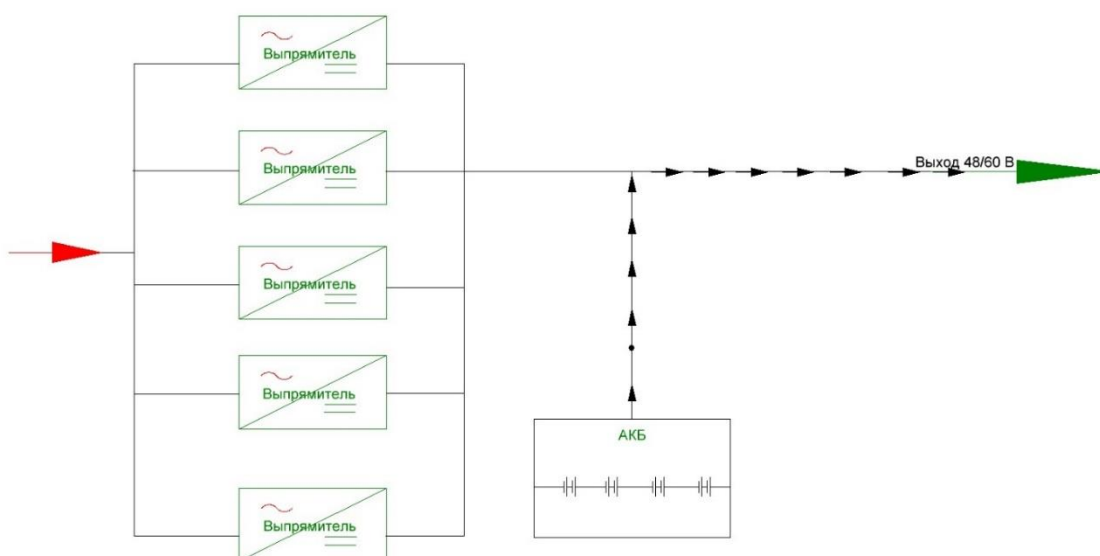 Выпрямитель
Выпрямитель
Выход 48/60 В
Выпрямитель
Выпрямитель
АКБ
Выпрямитель